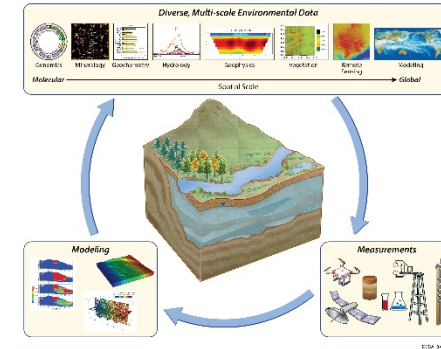 Diverse, Multi-scale Environmental Data
Genomics Mineralogy Geochemistry Hydrology Geophysics Vegetation Remote Sensing Modeling
Molecular Global
Spatial Scale
Modeling
Measurements